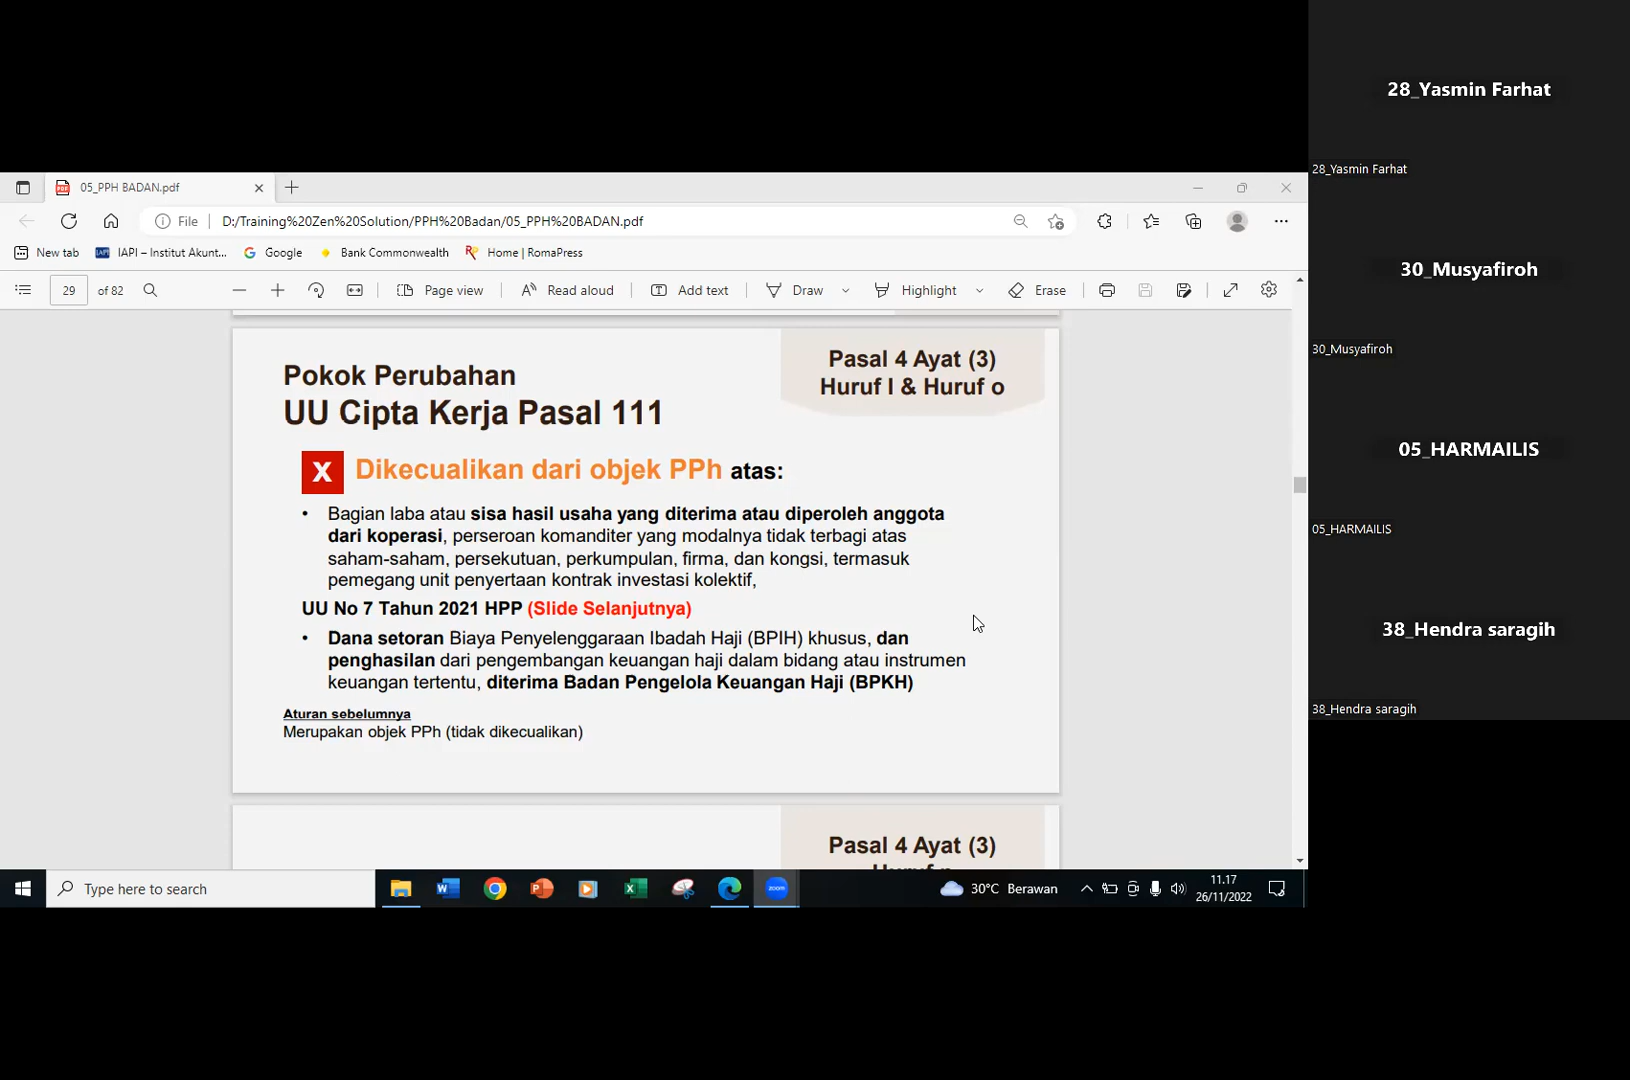 28_Yasmin Farhat
28_Yasmin Farhat
30_Musyafiroh
30_Musyafiroh
05_HARMAILIS
05_HARMAILIS
38_Hendra saragih
38_Hendra saragih
05_PPH BADAN.pdf
File D:/Training%20Zen%20Solution/PPH%20Badan/05_PPH%20BADAN.pdf
New tab IAPI IAPI – Institut Akunt... Google Bank Commonwealth Home | RomaPress
29 of 82 Page view Read aloud Add text Draw Highlight Erase
Pasal 4 Ayat (3)
Huruf l & Huruf o
Pokok Perubahan
UU Cipta Kerja Pasal 111
X Dikecualikan dari objek PPh atas:
• Bagian laba atau sisa hasil usaha yang diterima atau diperoleh anggota
dari koperasi, perseroan komanditer yang modalnya tidak terbagi atas
saham-saham, persekutuan, perkumpulan, firma, dan kongsi, termasuk
pemegang unit penyertaan kontrak investasi kolektif,
UU No 7 Tahun 2021 HPP (Slide Selanjutnya)
• Dana setoran Biaya Penyelenggaraan Ibadah Haji (BPIH) khusus, dan
penghasilan dari pengembangan keuangan haji dalam bidang atau instrumen
keuangan tertentu, diterima Badan Pengelola Keuangan Haji (BPKH)
Aturan sebelumnya
Merupakan objek PPh (tidak dikecualikan)
Pasal 4 Ayat (3)
Type here to search
zoom
30°C Berawan
11.17
26/11/2022